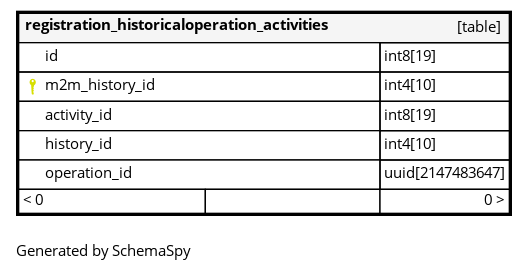 registration_historicaloperation_activities [table]
id int8[19]
m2m_history_id int4[10]
activity_id int8[19]
history_id int4[10]
operation_id uuid[2147483647]
< 0 0 >
Generated by SchemaSpy